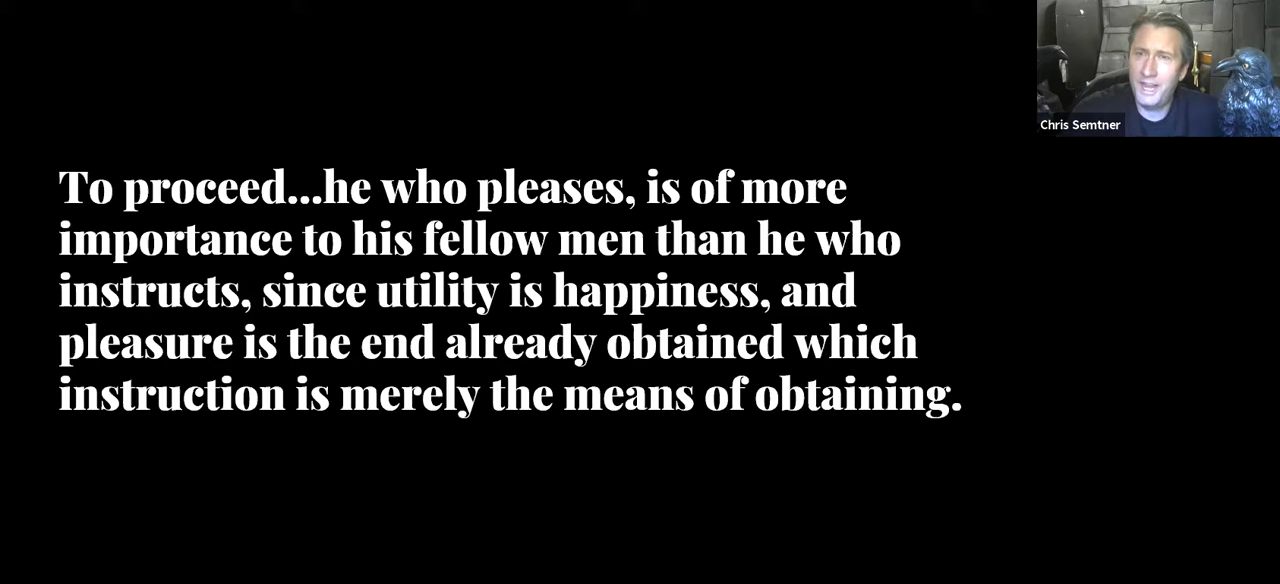 Chris Semtner
To proceed...he who pleases, is of more
importance to his fellow men than he who
instructs, since utility is happiness, and
pleasure is the end already obtained which
instruction is merely the means of obtaining.